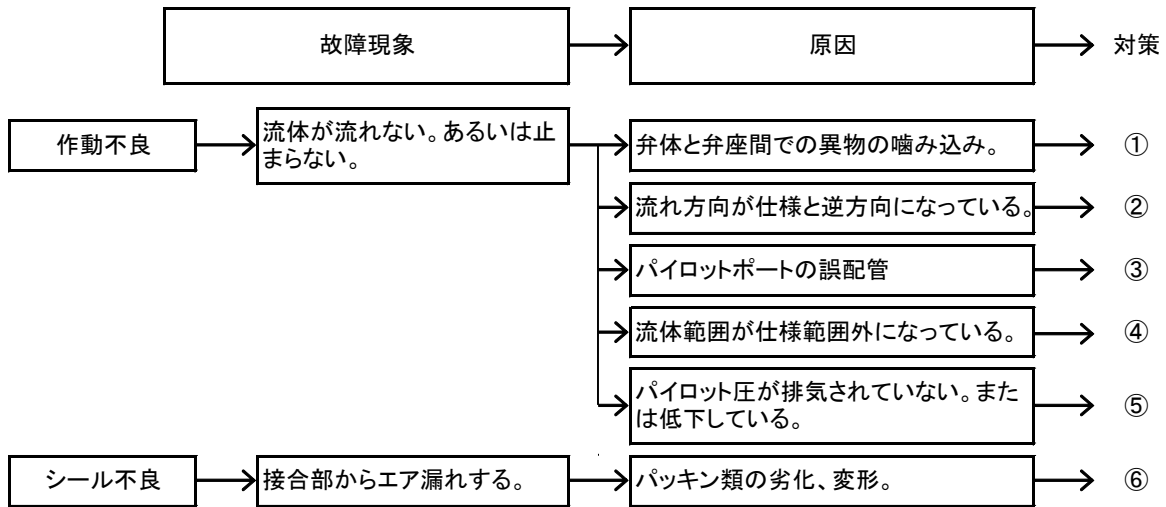 故障現象
原因
対策
作動不良
流体が流れない。あるいは止
まらない。
弁体と弁座間での異物の噛み込み。
①
流れ方向が仕様と逆方向になっている。
②
パイロットポートの誤配管
③
流体範囲が仕様範囲外になっている。
④
パイロット圧が排気されていない。また
は低下している。
⑤
シール不良
接合部からエア漏れする。
パッキン類の劣化、変形。
⑥